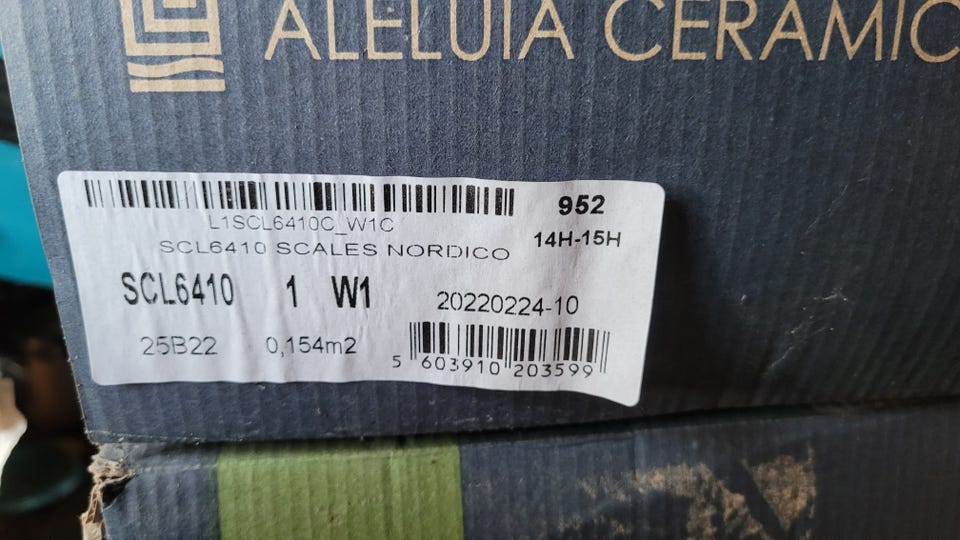 ALELUIA CERAMIC
L1SCL6410C_W1C
952
SCL6410 SCALES NORDICO
14H-15H
SCL6410 1 W1
20220224-10
25B22 0,154m2
5 603910 203599